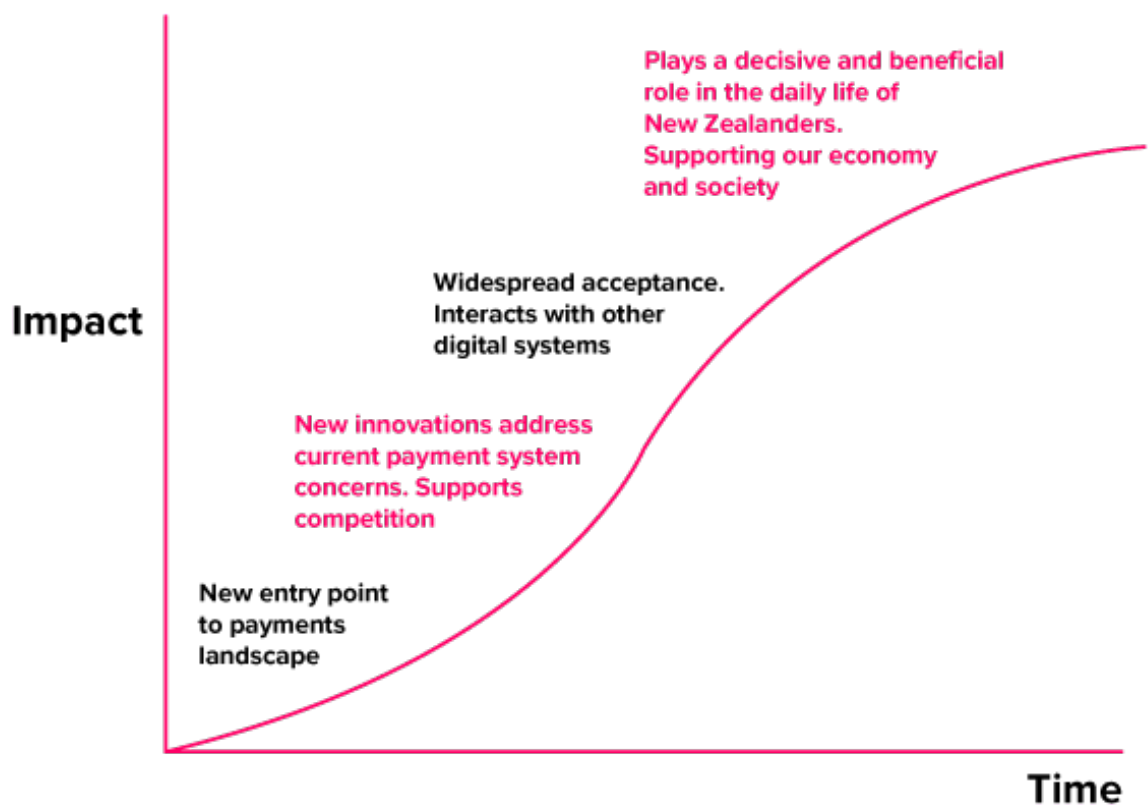 Plays a decisive and beneficial
role in the daily life of
New Zealanders.
Supporting our economy
and society
Widespread acceptance.
Interacts with other
digital systems
Impact
New innovations address
current payment system
concerns. Supports
competition
New entry point
to payments
landscape
Time